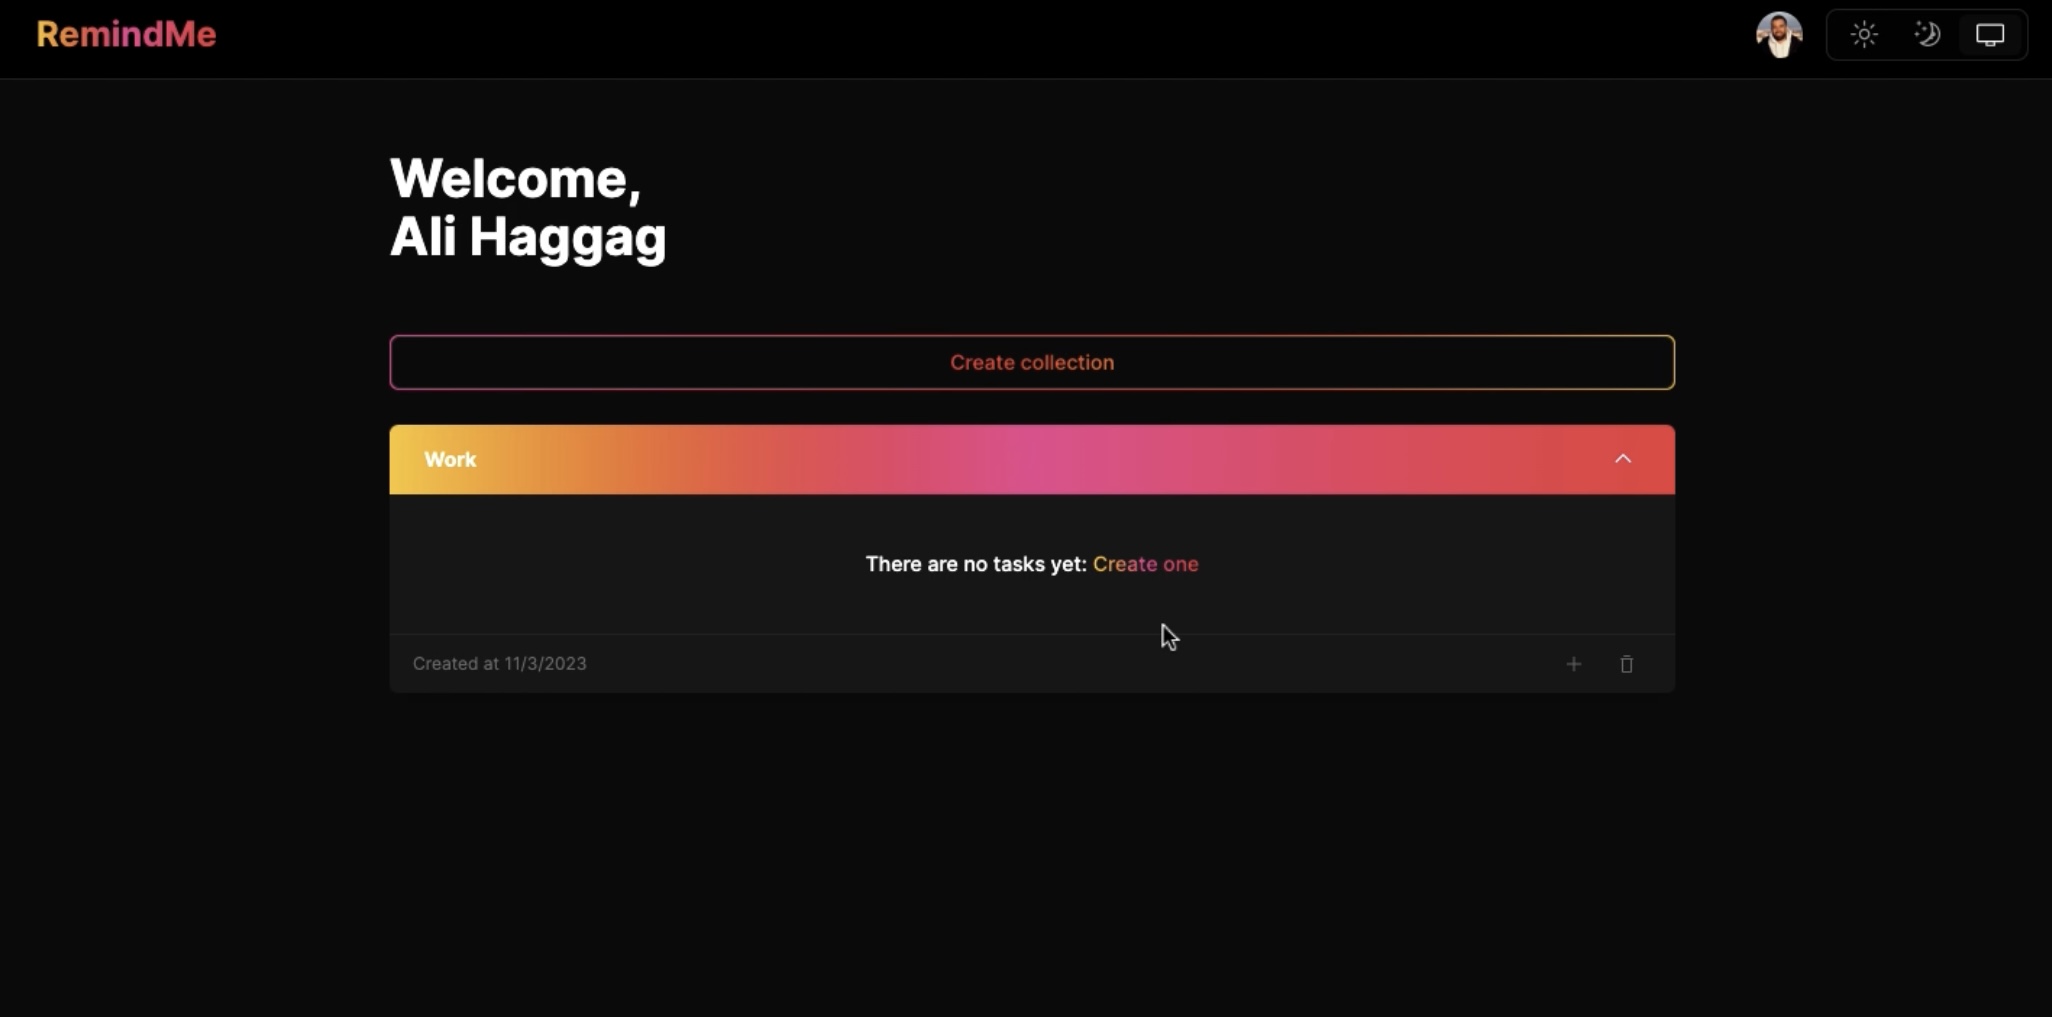 RemindMe
Welcome,
Ali Haggag
Create collection
Work
There are no tasks yet: Create one
Created at 11/3/2023